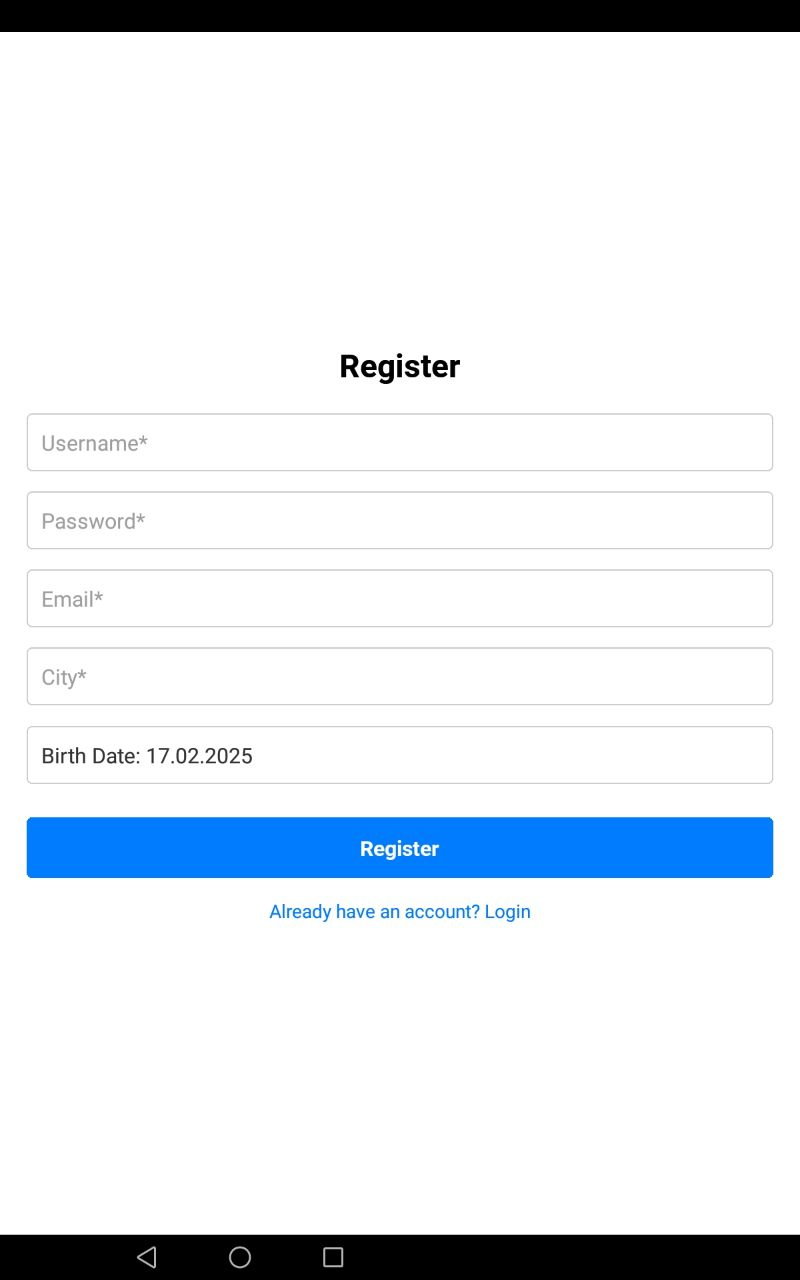 Register
Username*
Password*
Email*
City*
Birth Date: 17.02.2025
Register
Already have an account? Login